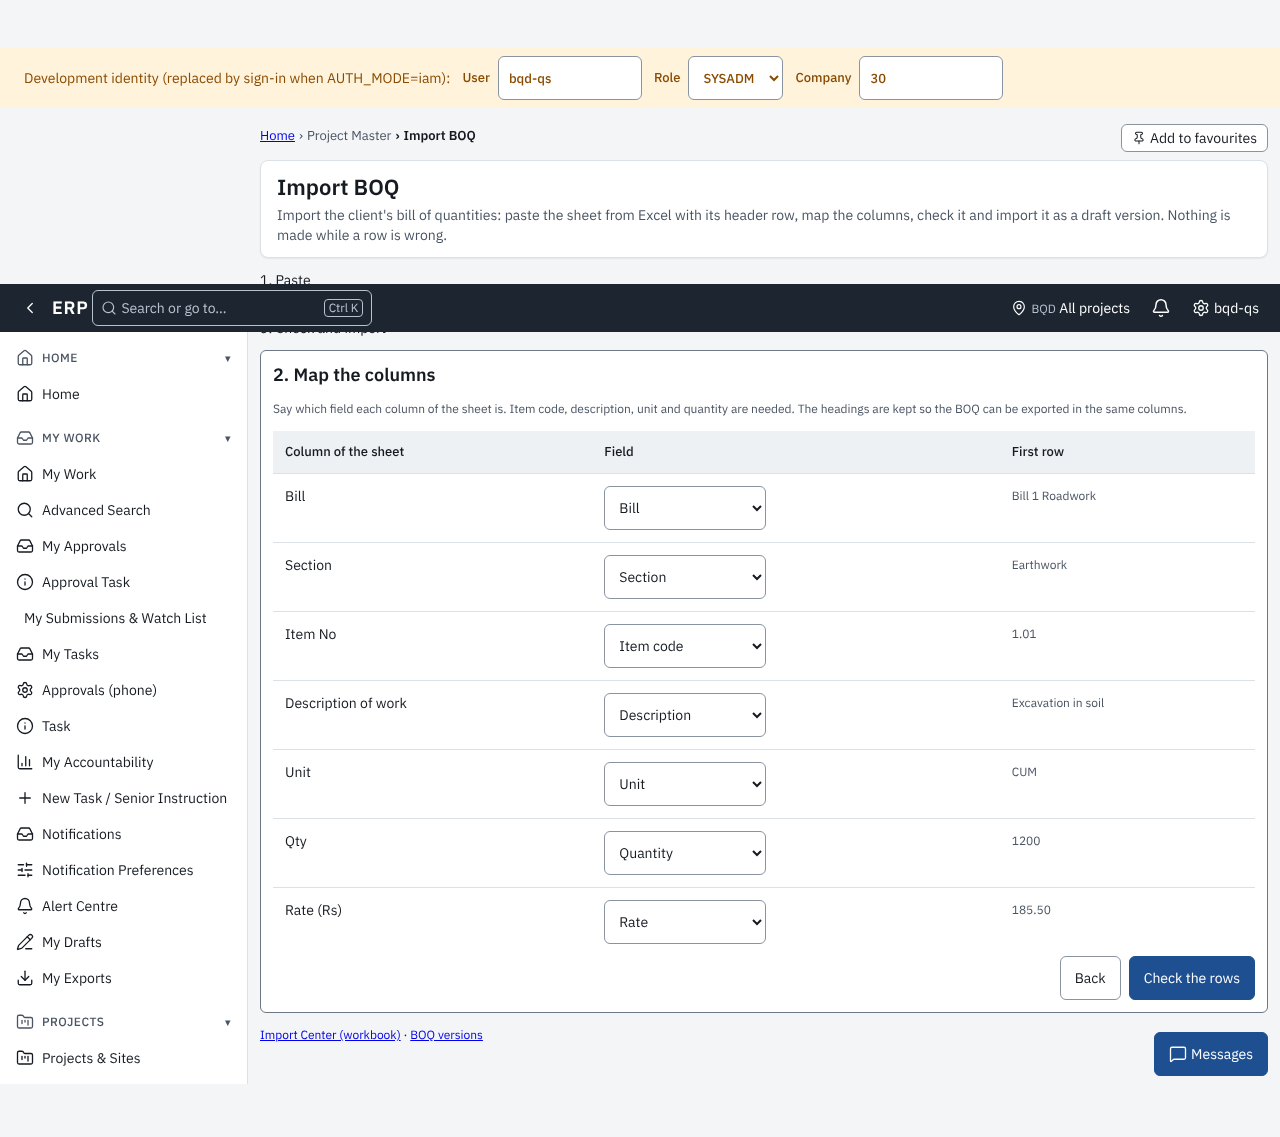 Development identity (replaced by sign-in when AUTH_MODE=iam): User bqd-qs Role SYSADM Company 30
Home › Project Master › Import BOQ
Add to favourites
Import BOQ
Import the client's bill of quantities: paste the sheet from Excel with its header row, map the columns, check it and import it as a draft version. Nothing is
made while a row is wrong.
1. Paste
ERP Search or go to... Ctrl K
BQD All projects bqd-qs
HOME
Home
MY WORK
My Work
Advanced Search
My Approvals
Approval Task
My Submissions & Watch List
My Tasks
Approvals (phone)
Task
My Accountability
New Task / Senior Instruction
Notifications
Notification Preferences
Alert Centre
My Drafts
My Exports
PROJECTS
Projects & Sites
2. Map the columns
Say which field each column of the sheet is. Item code, description, unit and quantity are needed. The headings are kept so the BOQ can be exported in the same columns.
Column of the sheet Field First row
Bill Bill Bill 1 Roadwork
Section Section Earthwork
Item No Item code 1.01
Description of work Description Excavation in soil
Unit Unit CUM
Qty Quantity 1200
Rate (Rs) Rate 185.50
Back Check the rows
Import Center (workbook) · BOQ versions
Messages